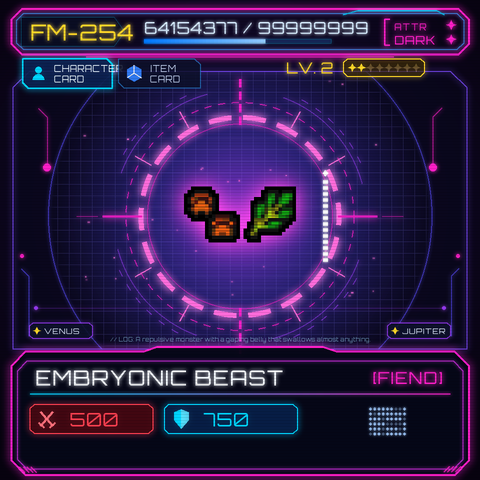 FM-254
64154377 / 99999999
ATTR
DARK
CHARACTER
CARD
ITEM
CARD
LV. 2
VENUS
JUPITER
// LOG A repulsive monster with a gaping belly that swallows almost anything.
EMBRYONIC BEAST
[FIEND]
500
750